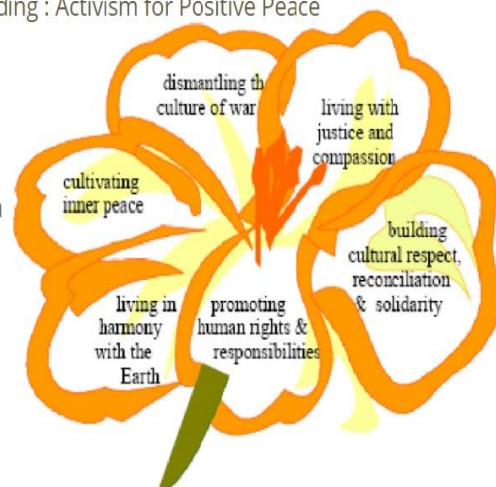 ding : Activism for Positive Peace
dismantling th
culture of war
living with
justice and
compassion
cultivating
inner peace
building
cultural respect,
reconciliation
& solidarity
living in
harmony
with the
Earth
promoting
human rights &
responsibilities